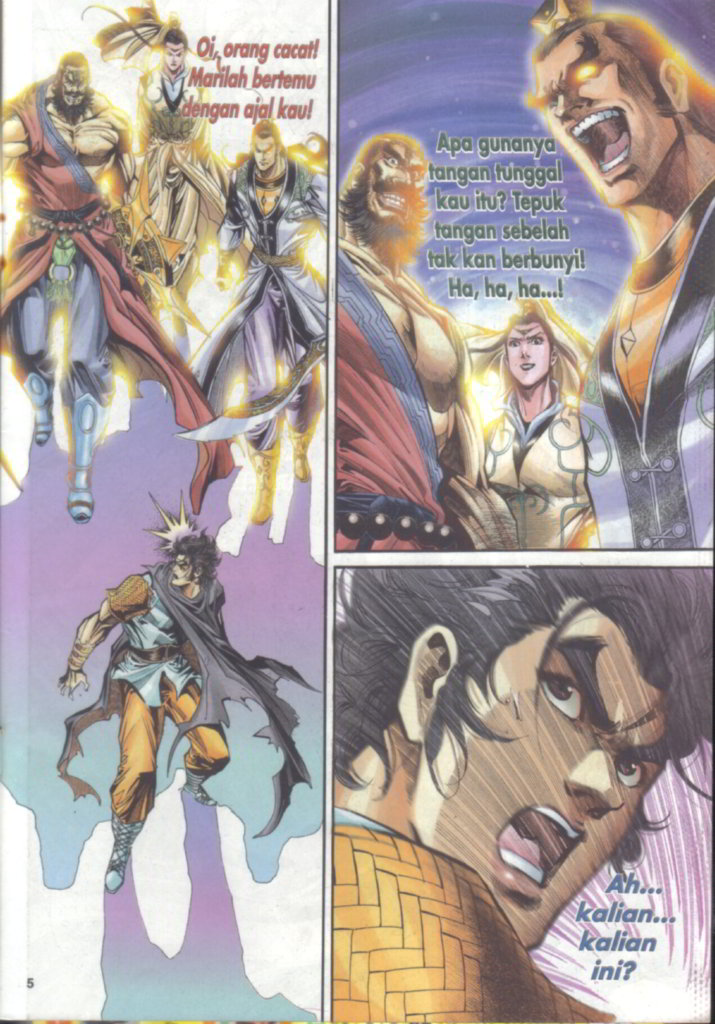 Oi, orang cacat!
Marilah bertemu
dengan ajal kau!
Apa gunanya
tangan tunggal
kau itu? Tepuk
tangan sebelah
tak kan berbunyi!
Ha, ha, ha...!
Ah...
kalian...
kalian
ini?
5